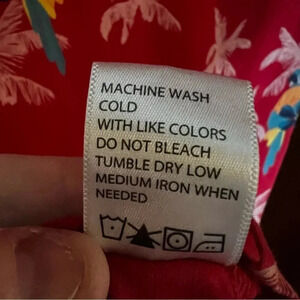 MACHINE WASH
COLD
WITH LIKE COLORS
DO NOT BLEACH
TUMBLE DRY LOW
MEDIUM IRON WHEN
NEEDED